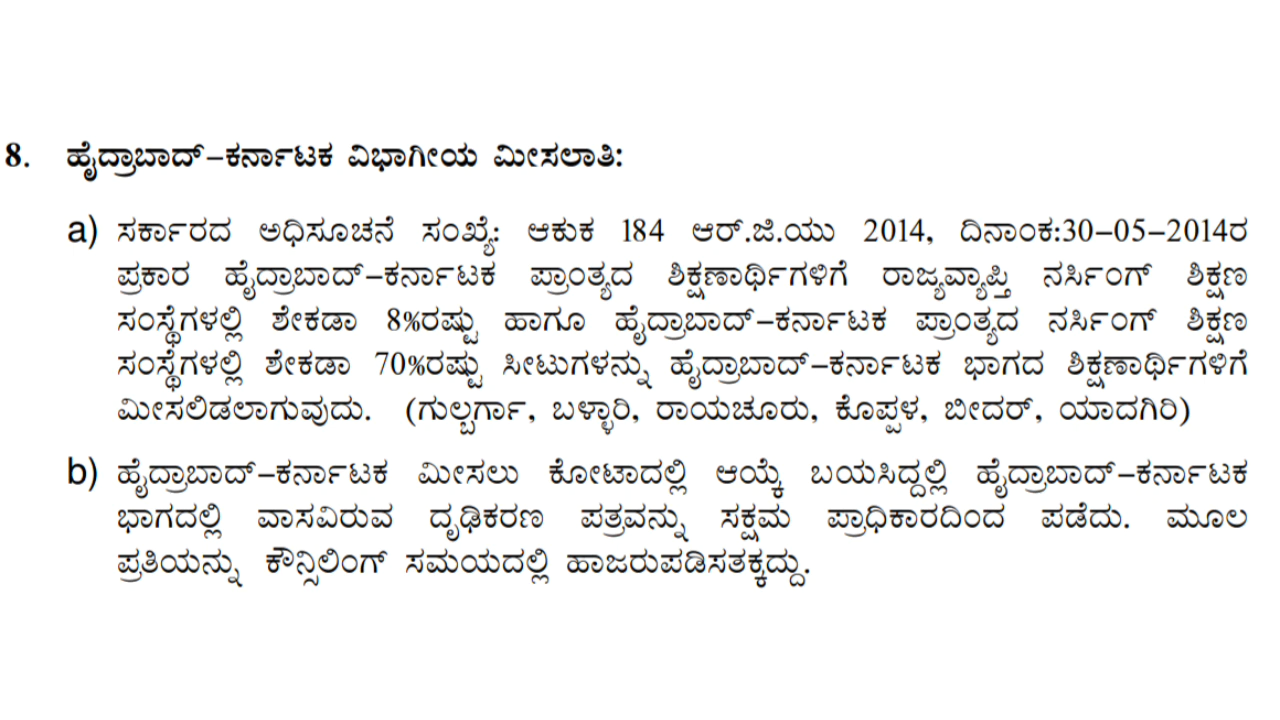 8. ಹೈದ್ರಾಬಾದ್–ಕರ್ನಾಟಕ ವಿಭಾಗೀಯ ಮೀಸಲಾತಿ:
a) ಸರ್ಕಾರದ ಅಧಿಸೂಚನೆ ಸಂಖ್ಯೆ: ಆಕುಕ 184 ಆರ್.ಜಿ.ಯು 2014, ದಿನಾಂಕ:30–05–2014ರ
ಪ್ರಕಾರ ಹೈದ್ರಾಬಾದ್–ಕರ್ನಾಟಕ ಪ್ರಾಂತ್ಯದ ಶಿಕ್ಷಣಾರ್ಥಿಗಳಿಗೆ ರಾಜ್ಯವ್ಯಾಪ್ತಿ ನರ್ಸಿಂಗ್ ಶಿಕ್ಷಣ
ಸಂಸ್ಥೆಗಳಲ್ಲಿ ಶೇಕಡಾ 8%ರಷ್ಟು ಹಾಗೂ ಹೈದ್ರಾಬಾದ್–ಕರ್ನಾಟಕ ಪ್ರಾಂತ್ಯದ ನರ್ಸಿಂಗ್ ಶಿಕ್ಷಣ
ಸಂಸ್ಥೆಗಳಲ್ಲಿ ಶೇಕಡಾ 70%ರಷ್ಟು ಸೀಟುಗಳನ್ನು ಹೈದ್ರಾಬಾದ್–ಕರ್ನಾಟಕ ಭಾಗದ ಶಿಕ್ಷಣಾರ್ಥಿಗಳಿಗೆ
ಮೀಸಲಿಡಲಾಗುವುದು. (ಗುಲ್ಬರ್ಗಾ, ಬಳ್ಳಾರಿ, ರಾಯಚೂರು, ಕೊಪ್ಪಳ, ಬೀದರ್, ಯಾದಗಿರಿ)
b) ಹೈದ್ರಾಬಾದ್–ಕರ್ನಾಟಕ ಮೀಸಲು ಕೋಟಾದಲ್ಲಿ ಆಯ್ಕೆ ಬಯಸಿದ್ದಲ್ಲಿ ಹೈದ್ರಾಬಾದ್–ಕರ್ನಾಟಕ
ಭಾಗದಲ್ಲಿ ವಾಸವಿರುವ ದೃಢಿಕರಣ ಪತ್ರವನ್ನು ಸಕ್ಷಮ ಪ್ರಾಧಿಕಾರದಿಂದ ಪಡೆದು. ಮೂಲ
ಪ್ರತಿಯನ್ನು ಕೌನ್ಸಿಲಿಂಗ್ ಸಮಯದಲ್ಲಿ ಹಾಜರುಪಡಿಸತಕ್ಕದ್ದು.